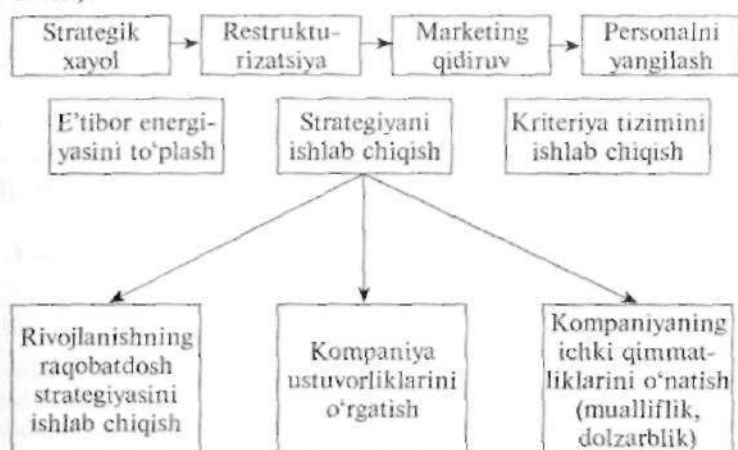 Strategik
xayol
Restruktu-
rizatsiya
Marketing
qidiruv
Personalni
yangilash
E'tibor energi-
yasini to'plash
Strategiyani
ishlab chiqish
Kriteriya tizimini
ishlab chiqish
Rivojlanishning
raqobatdosh
strategiyasini
ishlab chiqish
Kompaniya
ustuvorliklarini
o'rgatish
Kompaniyaning
ichki qimmat-
liklarini o'natish
(mualliflik,
dolzarblik)